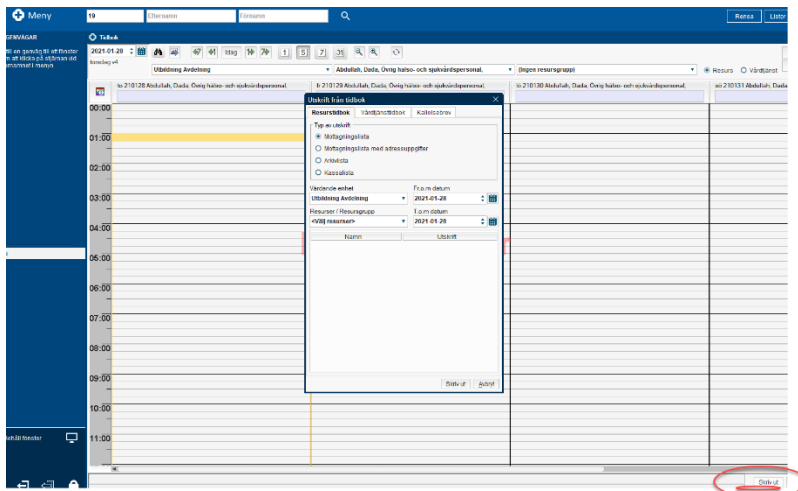 Meny
19
Efternamn
Förnamn
Rensa
Listor
GENVÄGAR
Tidbok
2021-01-28
torsdag v4
Idag
1
5
7
31
Utbildning Avdelning
Abdullah, Dada, Övrig hälso- och sjukvårdspersonal,
(Ingen resursgrupp)
Resurs
Vårdtjänst
to 210128 Abdullah, Dada, Övrig hälso- och sjukvårdspersonal,
fr 210129 Abdullah, Dada, Övrig hälso- och sjukvårdspersonal,
lö 210130 Abdullah, Dada, Övrig hälso- och sjukvårdspersonal,
sö 210131 Abdullah, Dada
00:00
01:00
02:00
03:00
04:00
05:00
06:00
07:00
08:00
09:00
10:00
11:00
Utskrift från tidbok
Resurstidbok
Vårdtjänsttidbok
Kallelsebrev
Typ av utskrift
Mottagningslista
Mottagningslista med adressuppgifter
Arkivlista
Kassalista
Vårdande enhet
Fr.o.m datum
Utbildning Avdelning
2021-01-28
Resurser / Resursgrupp
T.o.m datum
<Välj resurser>
2021-01-28
Namn
Utskrift
Skriv ut
Avbryt
Skriv ut